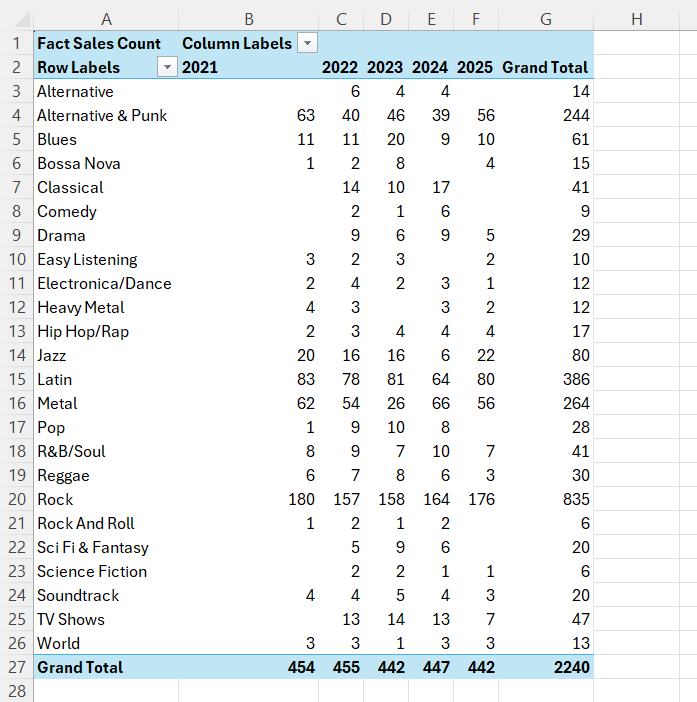 A B C D E F G H
1 Fact Sales Count Column Labels
2 Row Labels 2021 2022 2023 2024 2025 Grand Total
3 Alternative 6 4 4 14
4 Alternative & Punk 63 40 46 39 56 244
5 Blues 11 11 20 9 10 61
6 Bossa Nova 1 2 8 4 15
7 Classical 14 10 17 41
8 Comedy 2 1 6 9
9 Drama 9 6 9 5 29
10 Easy Listening 3 2 3 2 10
11 Electronica/Dance 2 4 2 3 1 12
12 Heavy Metal 4 3 3 2 12
13 Hip Hop/Rap 2 3 4 4 4 17
14 Jazz 20 16 16 6 22 80
15 Latin 83 78 81 64 80 386
16 Metal 62 54 26 66 56 264
17 Pop 1 9 10 8 28
18 R&B/Soul 8 9 7 10 7 41
19 Reggae 6 7 8 6 3 30
20 Rock 180 157 158 164 176 835
21 Rock And Roll 1 2 1 2 6
22 Sci Fi & Fantasy 5 9 6 20
23 Science Fiction 2 2 1 1 6
24 Soundtrack 4 4 5 4 3 20
25 TV Shows 13 14 13 7 47
26 World 3 3 1 3 3 13
27 Grand Total 454 455 442 447 442 2240
28